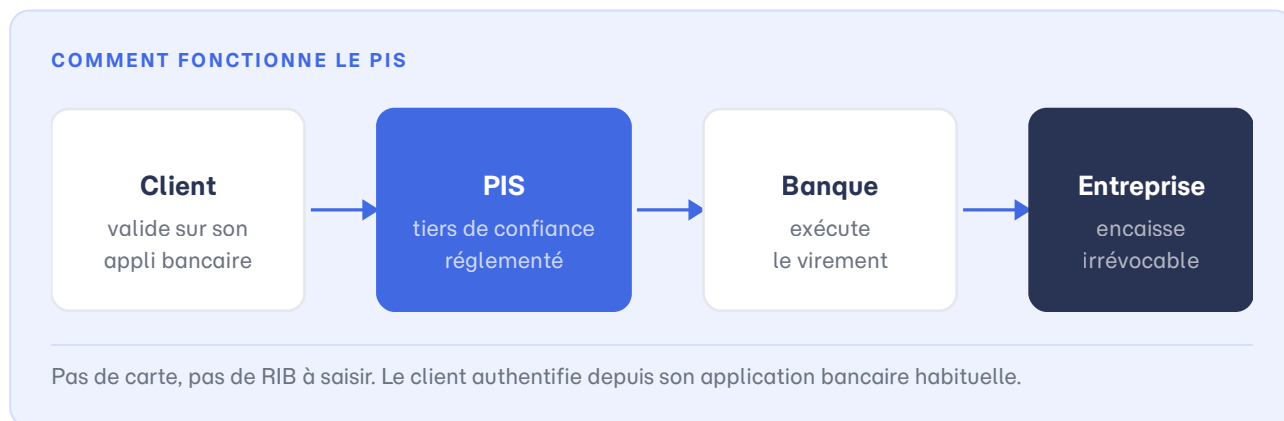 COMMENT FONCTIONNE LE PIS
Client
valide sur son
appli bancaire
PIS
tiers de confiance
réglementé
Banque
exécute
le virement
Entreprise
encaisse
irrévocable
Pas de carte, pas de RIB à saisir. Le client authentifie depuis son application bancaire habituelle.